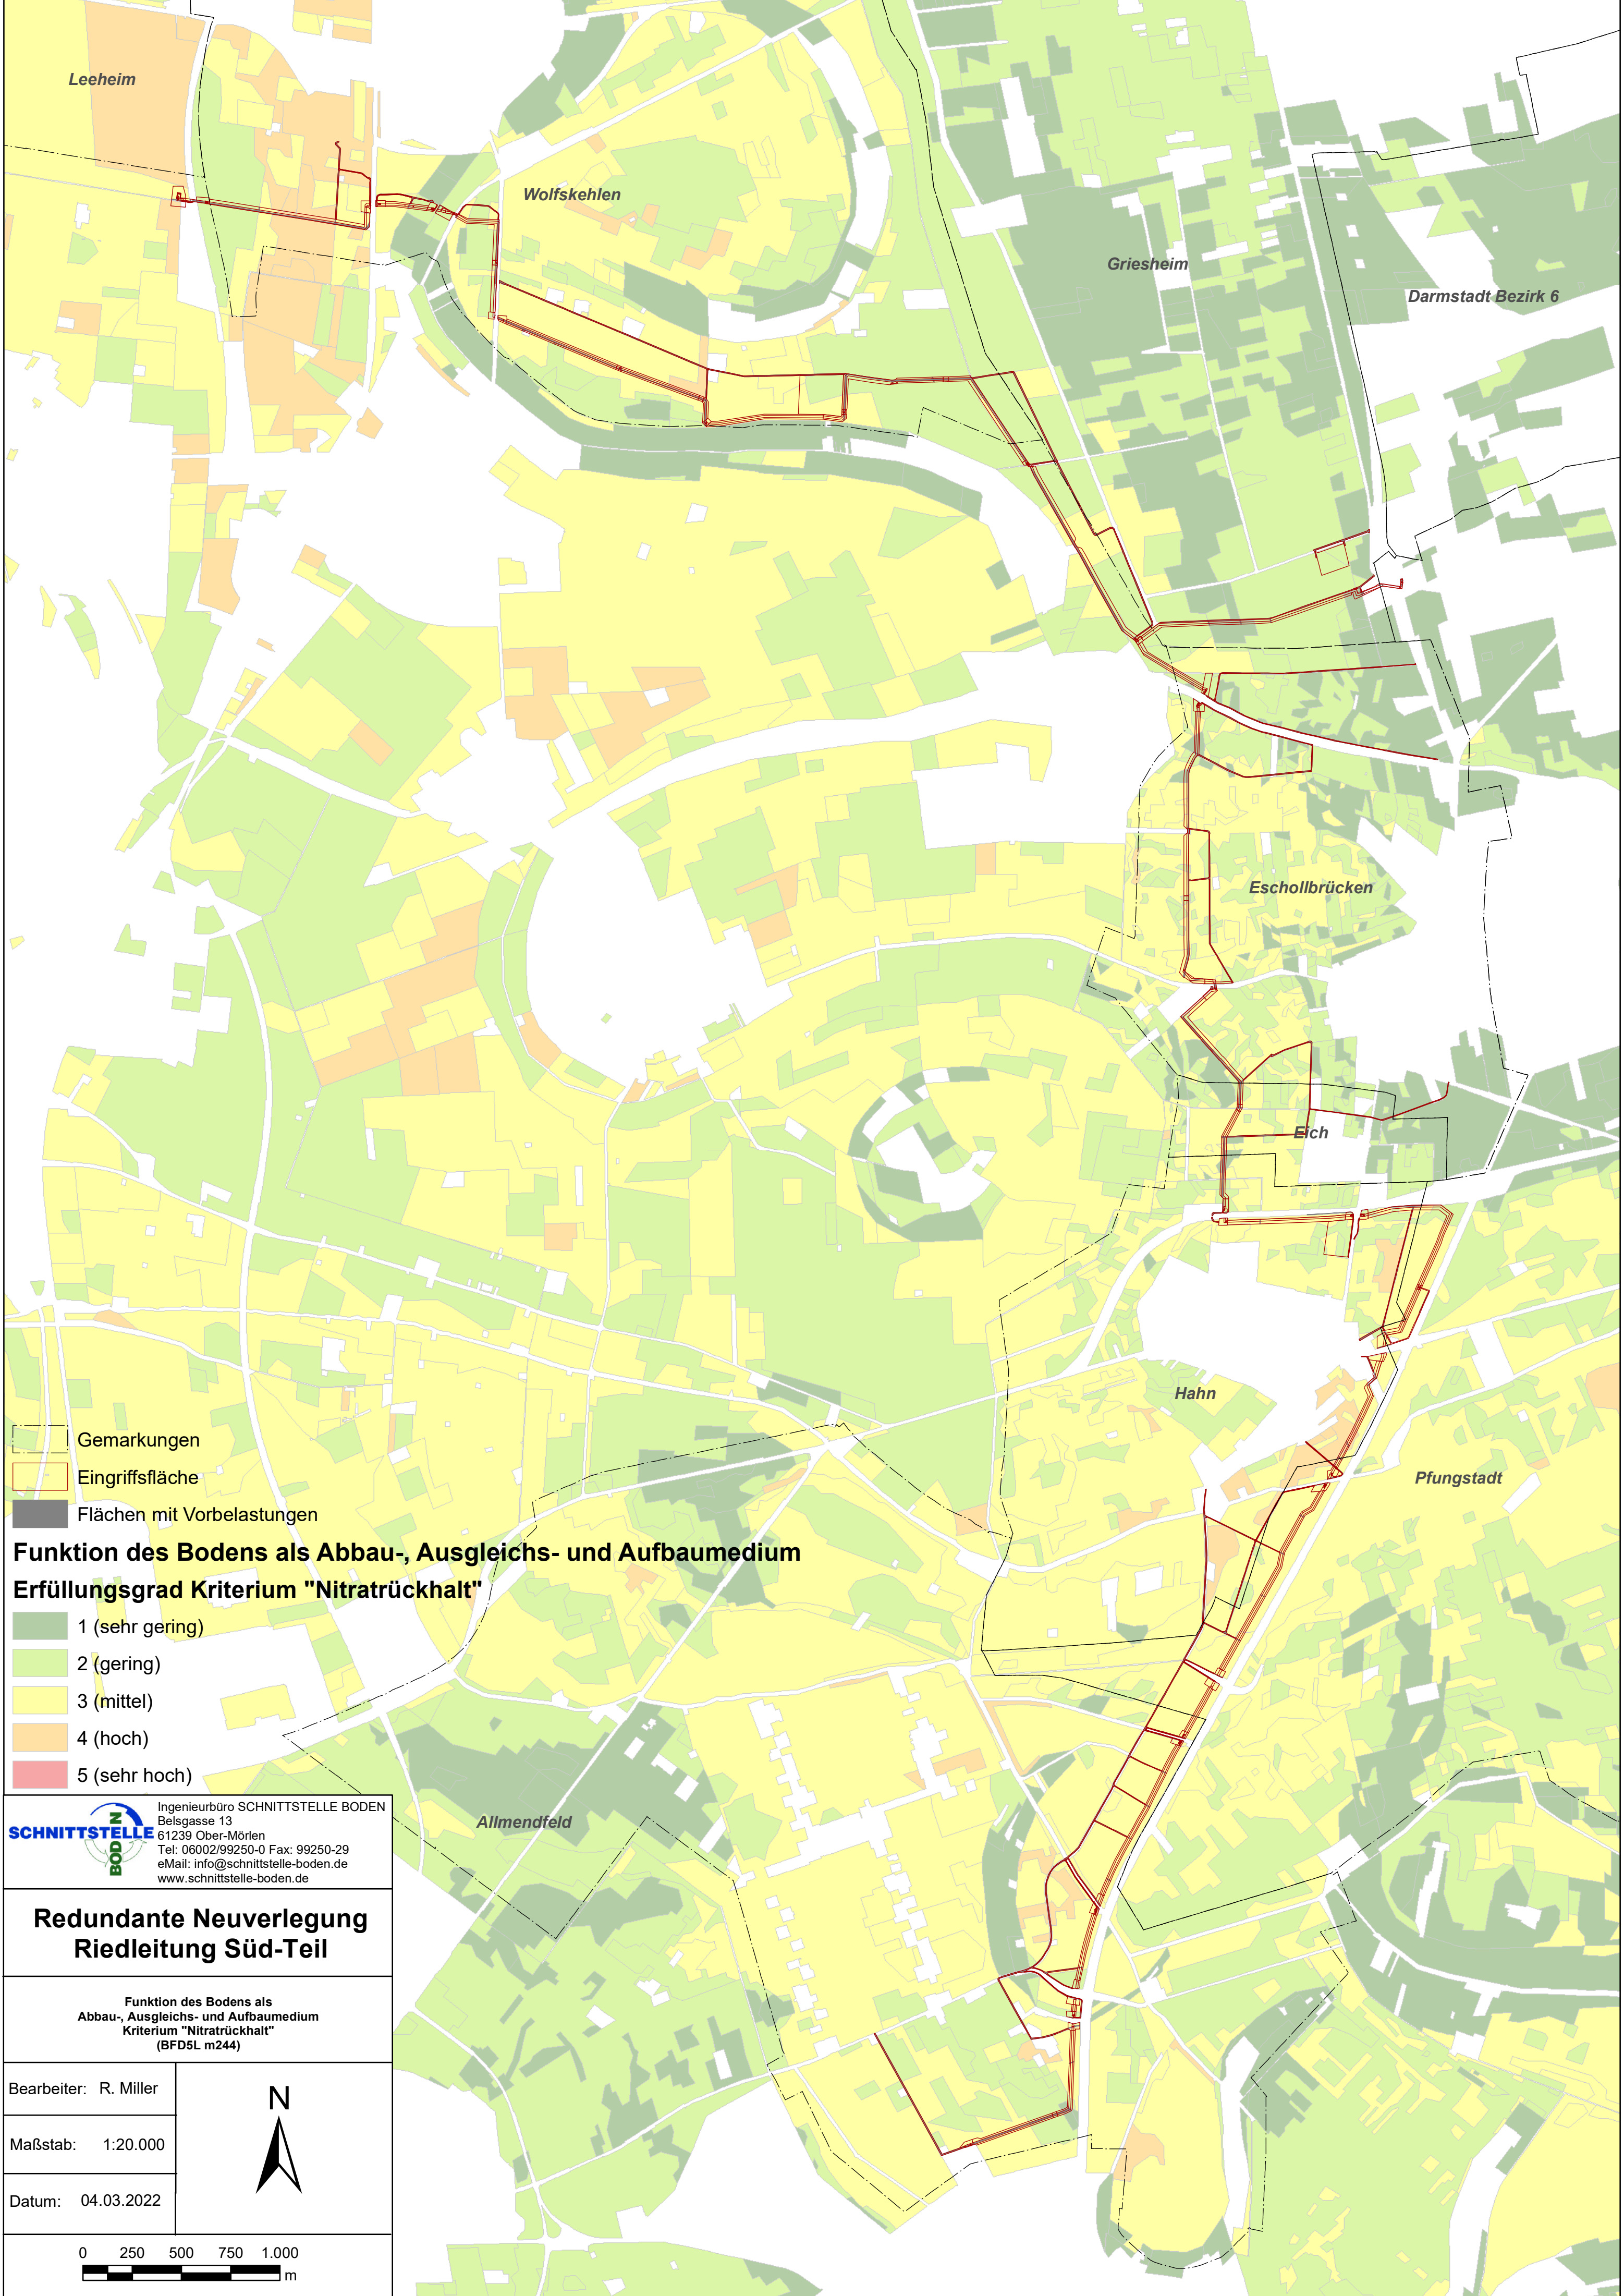 Leeheim
Wolfskehlen
Griesheim
Darmstadt Bezirk 6
Eschollbrücken
Eich
Hahn
Pfungstadt
Allmendfeld
Gemarkungen
Eingriffsfläche
Flächen mit Vorbelastungen
Funktion des Bodens als Abbau-, Ausgleichs- und Aufbaumedium
Erfüllungsgrad Kriterium "Nitratrückhalt"
1 (sehr gering)
2 (gering)
3 (mittel)
4 (hoch)
5 (sehr hoch)
SCHNITTSTELLE
BODEN
Ingenieurbüro SCHNITTSTELLE BODEN
Belsgasse 13
61239 Ober-Mörlen
Tel: 06002/99250-0 Fax: 99250-29
eMail: info@schnittstelle-boden.de
www.schnittstelle-boden.de
Redundante Neuverlegung
Riedleitung Süd-Teil
Funktion des Bodens als
Abbau-, Ausgleichs- und Aufbaumedium
Kriterium "Nitratrückhalt"
(BFD5L m244)
Bearbeiter: R. Miller
Maßstab: 1:20.000
Datum: 04.03.2022
N
0 250 500 750 1.000
m